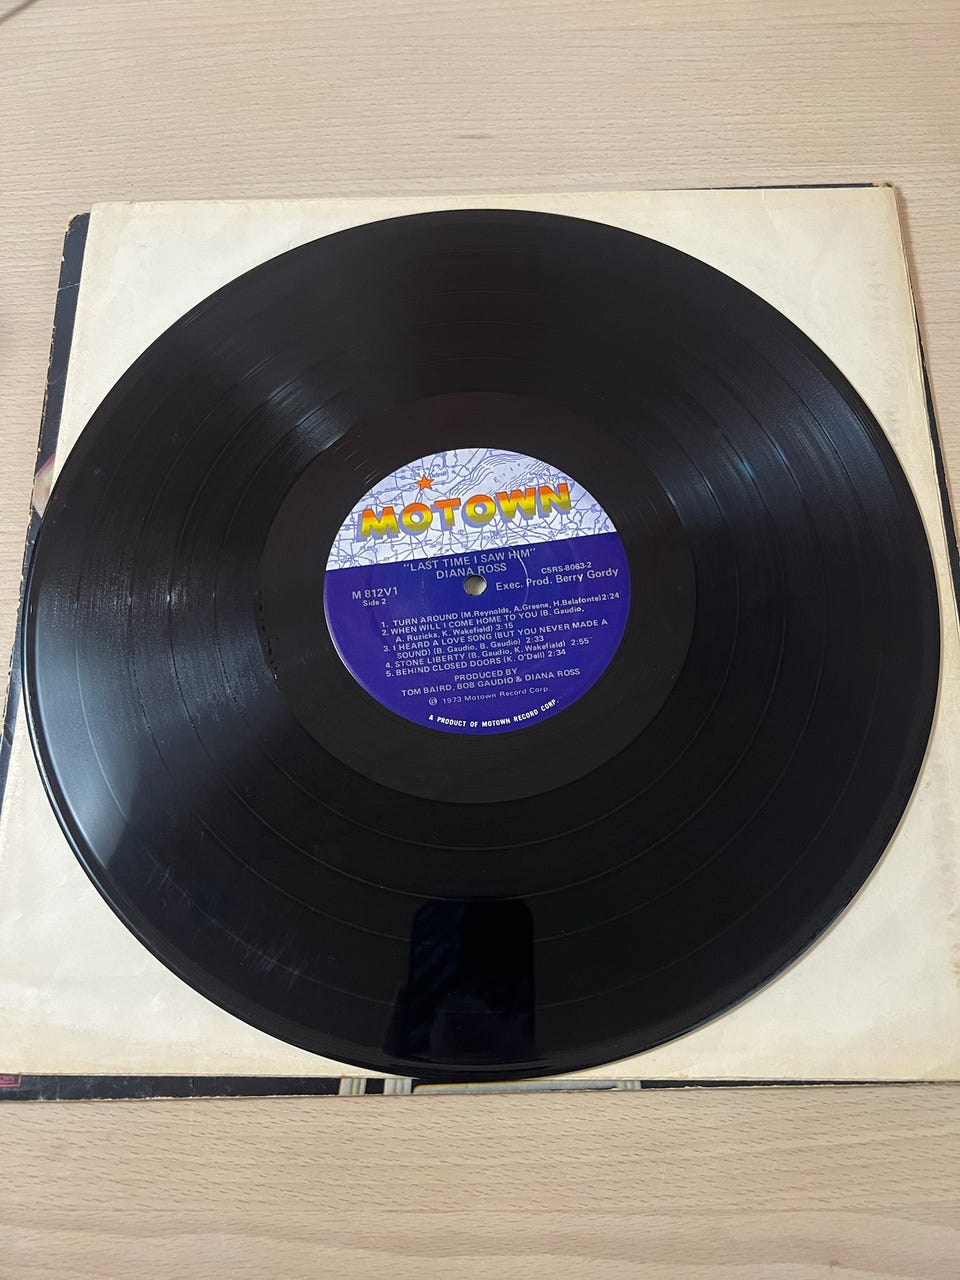 MOTOWN
"LAST TIME I SAW HIM"
DIANA ROSS
M 812V1
Side 2
C5RS-8063-2
Exec. Prod. Berry Gordy
1. TURN AROUND (M.Reynolds, A.Greene, H.Belafonte)2:24
2. WHEN WILL I COME HOME TO YOU (B. Gaudio,
A. Ruzicka, K. Wakefield) 3:15
3. I HEARD A LOVE SONG (BUT YOU NEVER MADE A
SOUND) (B. Gaudio, B. Gaudio) 2:33
4. STONE LIBERTY (B. Gaudio, K. Wakefield) 2:55
5. BEHIND CLOSED DOORS (K. O'Dell) 2:34
PRODUCED BY
TOM BAIRD, BOB GAUDIO & DIANA ROSS
℗ 1973 Motown Record Corp.
A PRODUCT OF MOTOWN RECORD CORP.